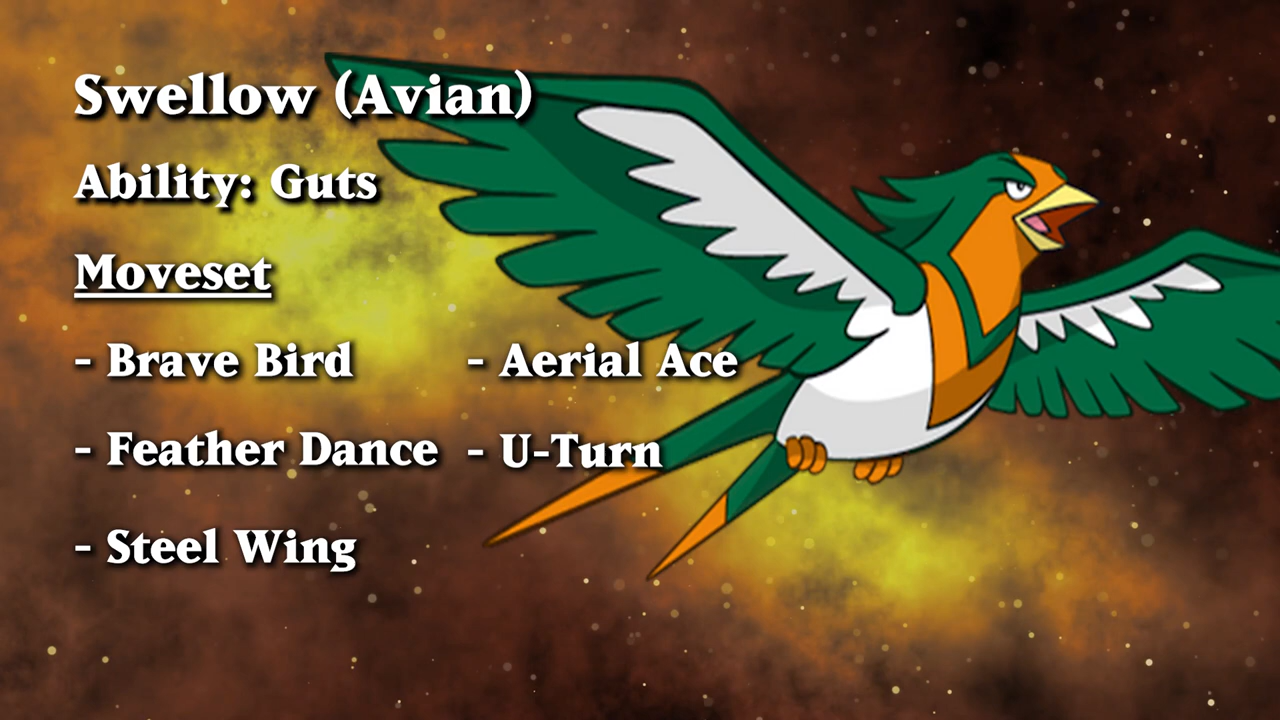 Swellow (Avian)
Ability: Guts
Moveset
- Brave Bird - Aerial Ace
- Feather Dance - U-Turn
- Steel Wing